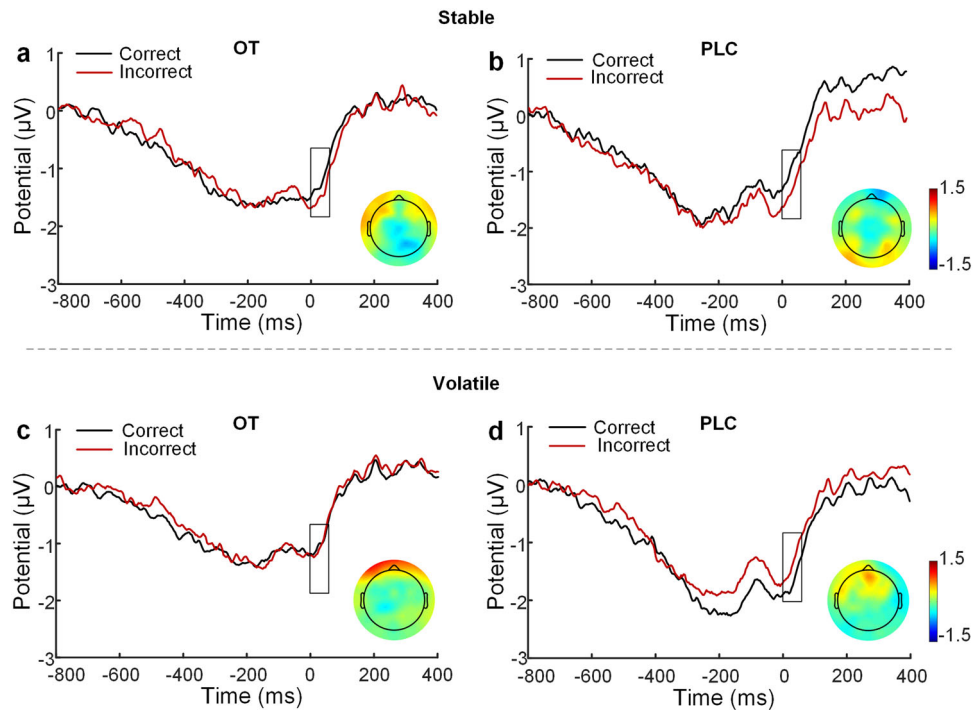 Stable
a OT
Correct
Incorrect
1
0
-1
-2
-3
Potential (µV)
-800 -600 -400 -200 0 200 400
Time (ms)
b PLC
Correct
Incorrect
1
0
-1
-2
-3
Potential (µV)
-800 -600 -400 -200 0 200 400
Time (ms)
1.5
-1.5
Volatile
c OT
Correct
Incorrect
1
0
-1
-2
-3
Potential (µV)
-800 -600 -400 -200 0 200 400
Time (ms)
d PLC
Correct
Incorrect
1
0
-1
-2
-3
Potential (µV)
-800 -600 -400 -200 0 200 400
Time (ms)
1.5
-1.5